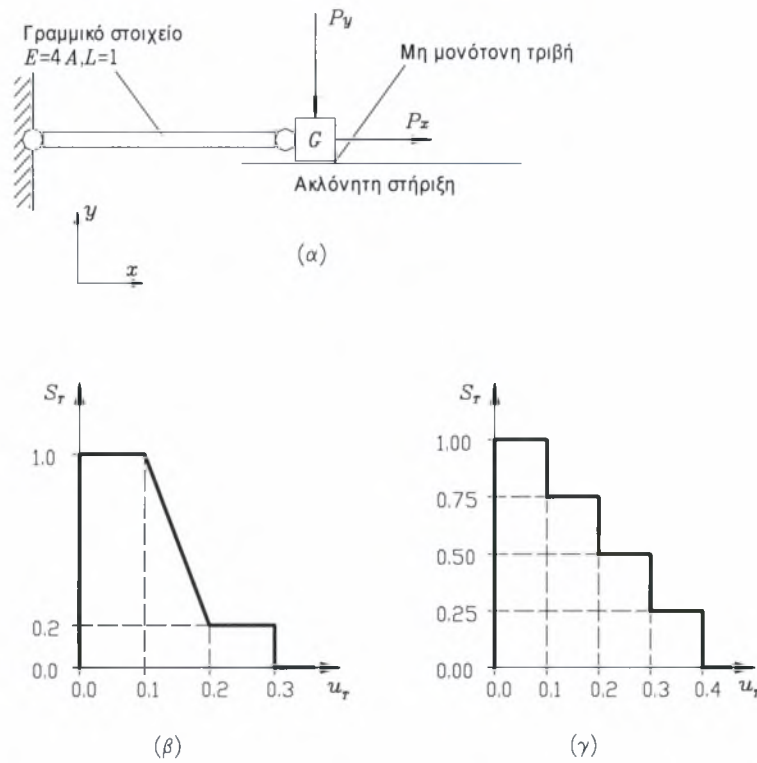 Γραμμικό στοιχείο
E=4 A,L=1
P_y
Μη μονότονη τριβή
G
P_x
Ακλόνητη στήριξη
y
x
(α)
S_τ
1.0
0.2
0.0
0.0 0.1 0.2 0.3 u_τ
(β)
S_τ
1.00
0.75
0.50
0.25
0.00
0.0 0.1 0.2 0.3 0.4 u_τ
(γ)